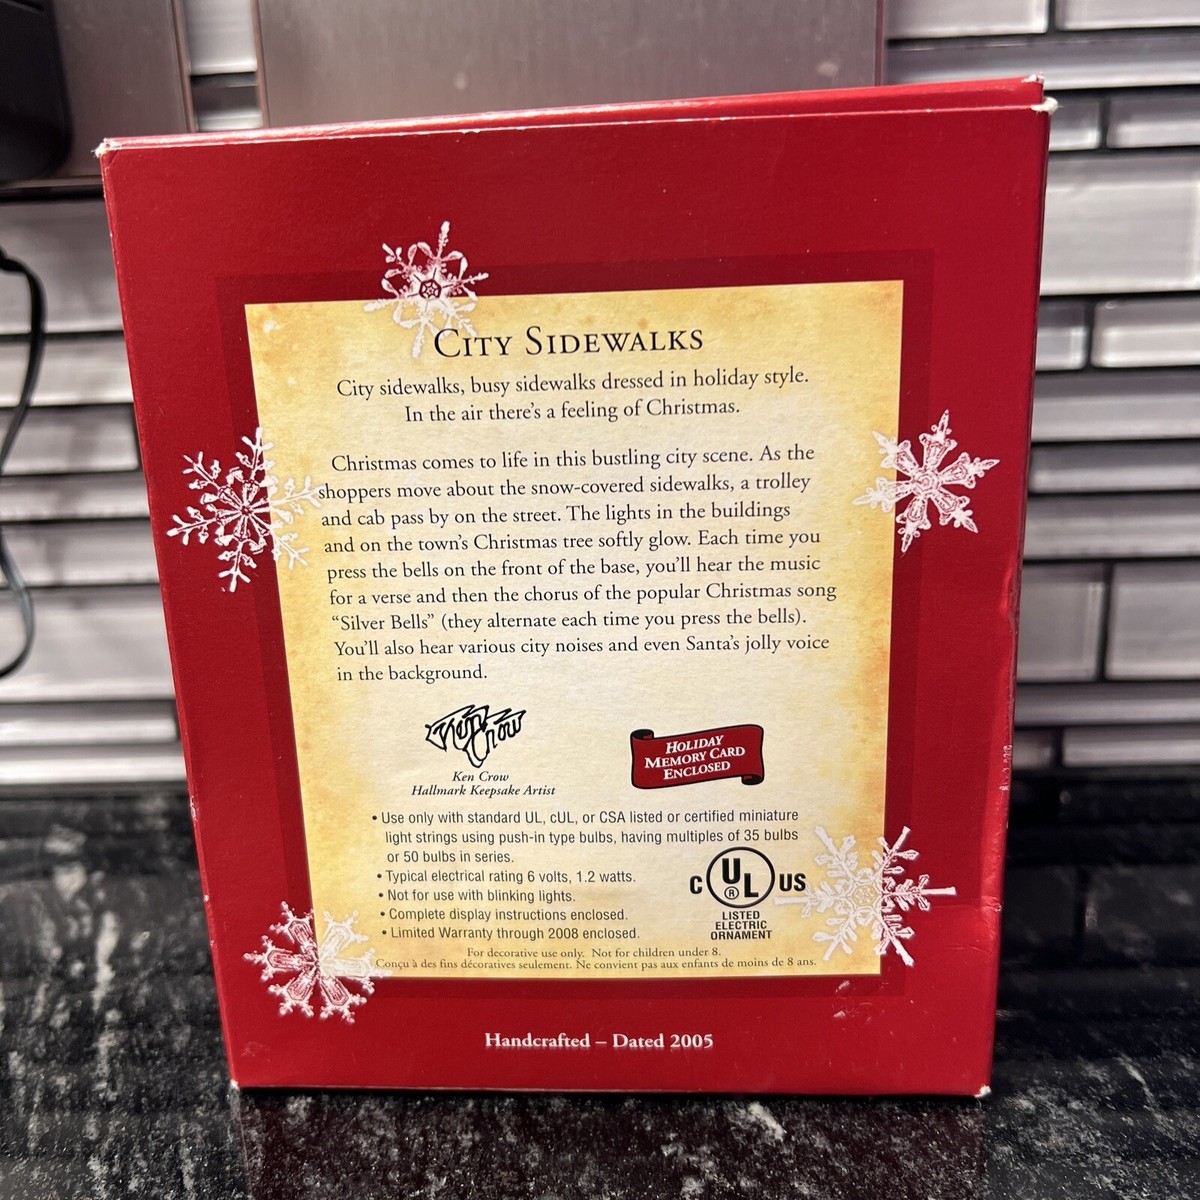 CITY SIDEWALKS
City sidewalks, busy sidewalks dressed in holiday style.
In the air there's a feeling of Christmas.
Christmas comes to life in this bustling city scene. As the
shoppers move about the snow-covered sidewalks, a trolley
and cab pass by on the street. The lights in the buildings
and on the town's Christmas tree softly glow. Each time you
press the bells on the front of the base, you'll hear the music
for a verse and then the chorus of the popular Christmas song
“Silver Bells” (they alternate each time you press the bells).
You'll also hear various city noises and even Santa's jolly voice
in the background.
Ken Crow
Ken Crow
Hallmark Keepsake Artist
HOLIDAY
MEMORY CARD
ENCLOSED
• Use only with standard UL, cUL, or CSA listed or certified miniature
light strings using push-in type bulbs, having multiples of 35 bulbs
or 50 bulbs in series.
• Typical electrical rating 6 volts, 1.2 watts.
• Not for use with blinking lights.
• Complete display instructions enclosed.
• Limited Warranty through 2008 enclosed.
C UL ® US
LISTED
ELECTRIC
ORNAMENT
For decorative use only. Not for children under 8.
Conçu à des fins décoratives seulement. Ne convient pas aux enfants de moins de 8 ans.
Handcrafted – Dated 2005